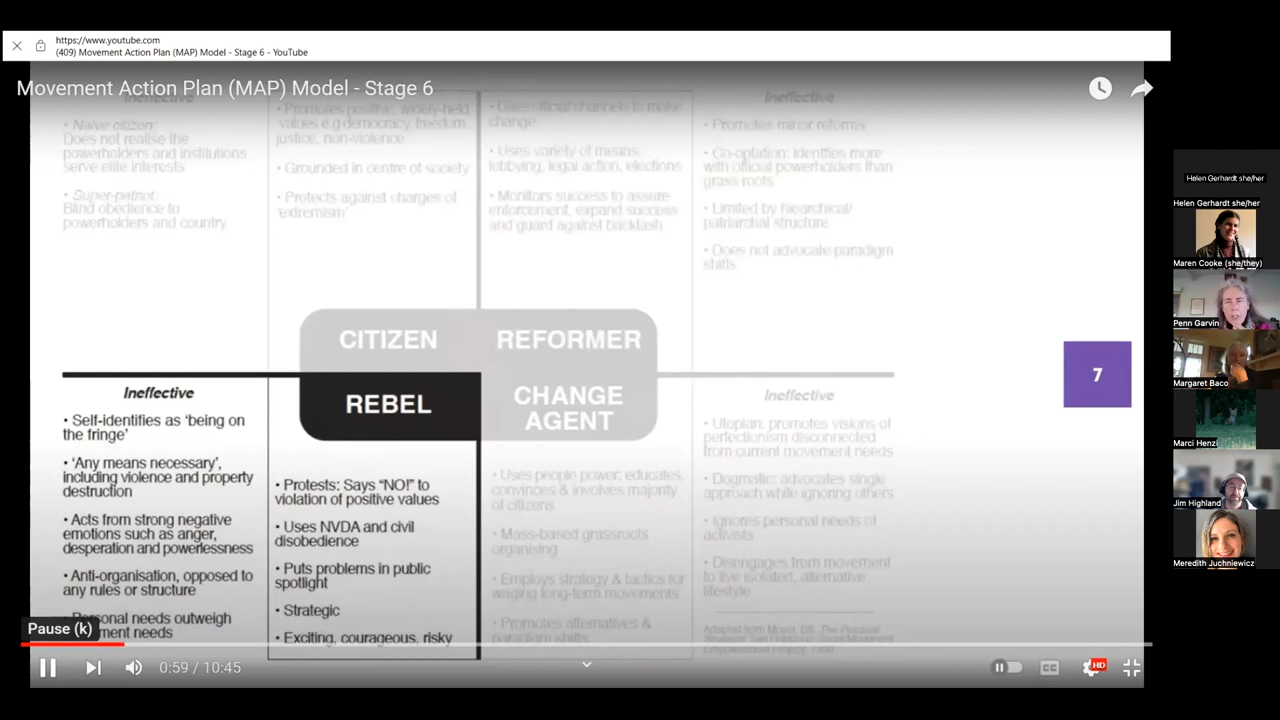 https://www.youtube.com
(409) Movement Action Plan (MAP) Model - Stage 6 - YouTube
Movement Action Plan (MAP) Model - Stage 6
Ineffective
• Naive citizen:
Does not realise the
powerholders and institutions
serve elite interests
• Super-patriot:
Blind obedience to
powerholders and country
• Promotes positive, widely-held
values e.g democracy, freedom,
justice, non-violence
• Grounded in centre of society
• Protects against charges of
'extremism'
• Uses official channels to make
change
• Uses variety of means:
lobbying, legal action, elections
• Monitors success to assure
enforcement, expand success
and guard against backlash
Ineffective
• Promotes minor reforms
• Co-optation: identifies more
with official powerholders than
grass roots
• Limited by hierarchical/
patriarchal structure
• Does not advocate paradigm
shifts
CITIZEN
REFORMER
REBEL
CHANGE
AGENT
7
Ineffective
• Self-identifies as 'being on
the fringe'
• 'Any means necessary',
including violence and property
destruction
• Acts from strong negative
emotions such as anger,
desperation and powerlessness
• Anti-organisation, opposed to
any rules or structure
outweigh
needs
• Protests: Says "NO!" to
violation of positive values
• Uses NVDA and civil
disobedience
• Puts problems in public
spotlight
• Strategic
• Exciting, courageous, risky
• Uses people power: educates,
convinces & involves majority
of citizens
• Mass-based grassroots
organising
• Employs strategy & tactics for
waging long-term movements
• Promotes alternatives &
paradigm shifts
Ineffective
• Utopian: promotes visions of
perfectionism disconnected
from current movement needs
• Dogmatic: advocates single
approach while ignoring others
• Ignores personal needs of
activists
• Disengages from movement
to live isolated, alternative
lifestyle
Adapted from Moyer, Bill, The Practical
Movement
Empowerment Project,
Pause (k)
0:59 / 10:45
CC
HD
Helen Gerhardt she/her
Helen Gerhardt she/her
Maren Cooke (she/they)
Penn Garvin
Margaret Baco
Marci Henzi
Jim Highland
Meredith Juchniewicz